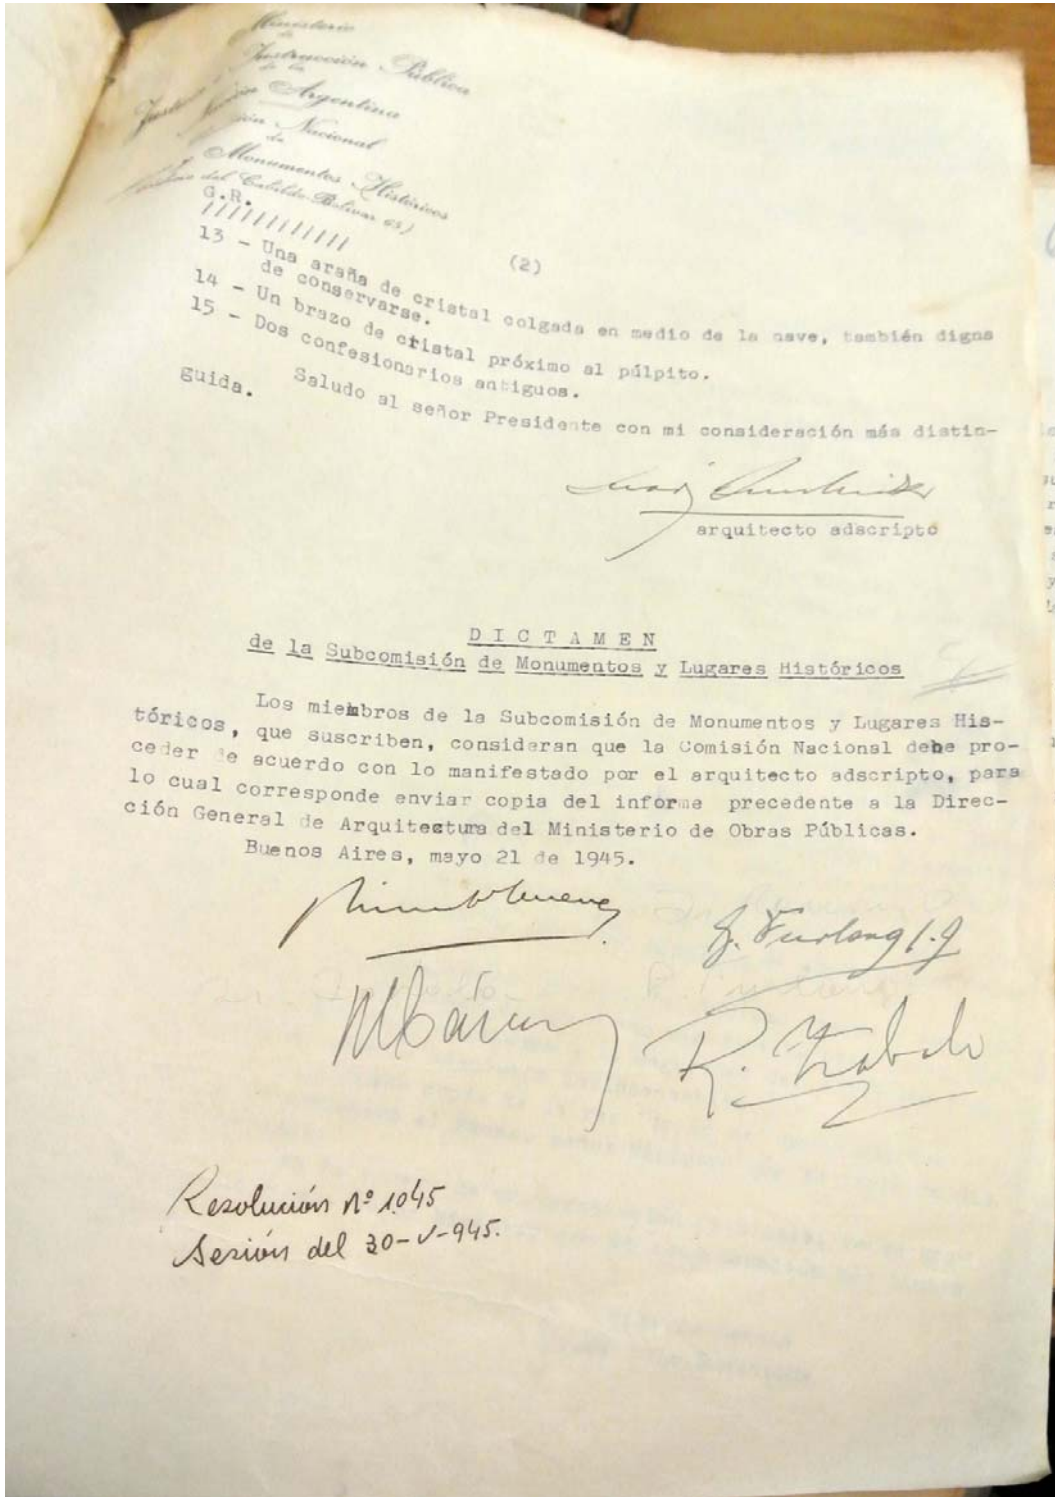 Ministerio
de
Instrucción Pública
de la
Argentina
Nacional
de
Monumentos Históricos
del Cabildo-Bolívar 65)
G.R.
////////////
(2)
13 - Una araña de cristal colgada en medio de la nave, también digna
de conservarse.
14 - Un brazo de cristal próximo al púlpito.
15 - Dos confesionarios antiguos.
Saludo al señor Presidente con mi consideración más distin-
guida.
arquitecto adscripto
DICTAMEN
de la Subcomisión de Monumentos y Lugares Históricos
Los miembros de la Subcomisión de Monumentos y Lugares His-
tóricos, que suscriben, consideran que la Comisión Nacional debe pro-
ceder de acuerdo con lo manifestado por el arquitecto adscripto, para
lo cual corresponde enviar copia del informe precedente a la Direc-
ción General de Arquitectura del Ministerio de Obras Públicas.
Buenos Aires, mayo 21 de 1945.
G. Furlong
R. Zabala
Resolución Nº 1.045
Sesión del 30-V-945.